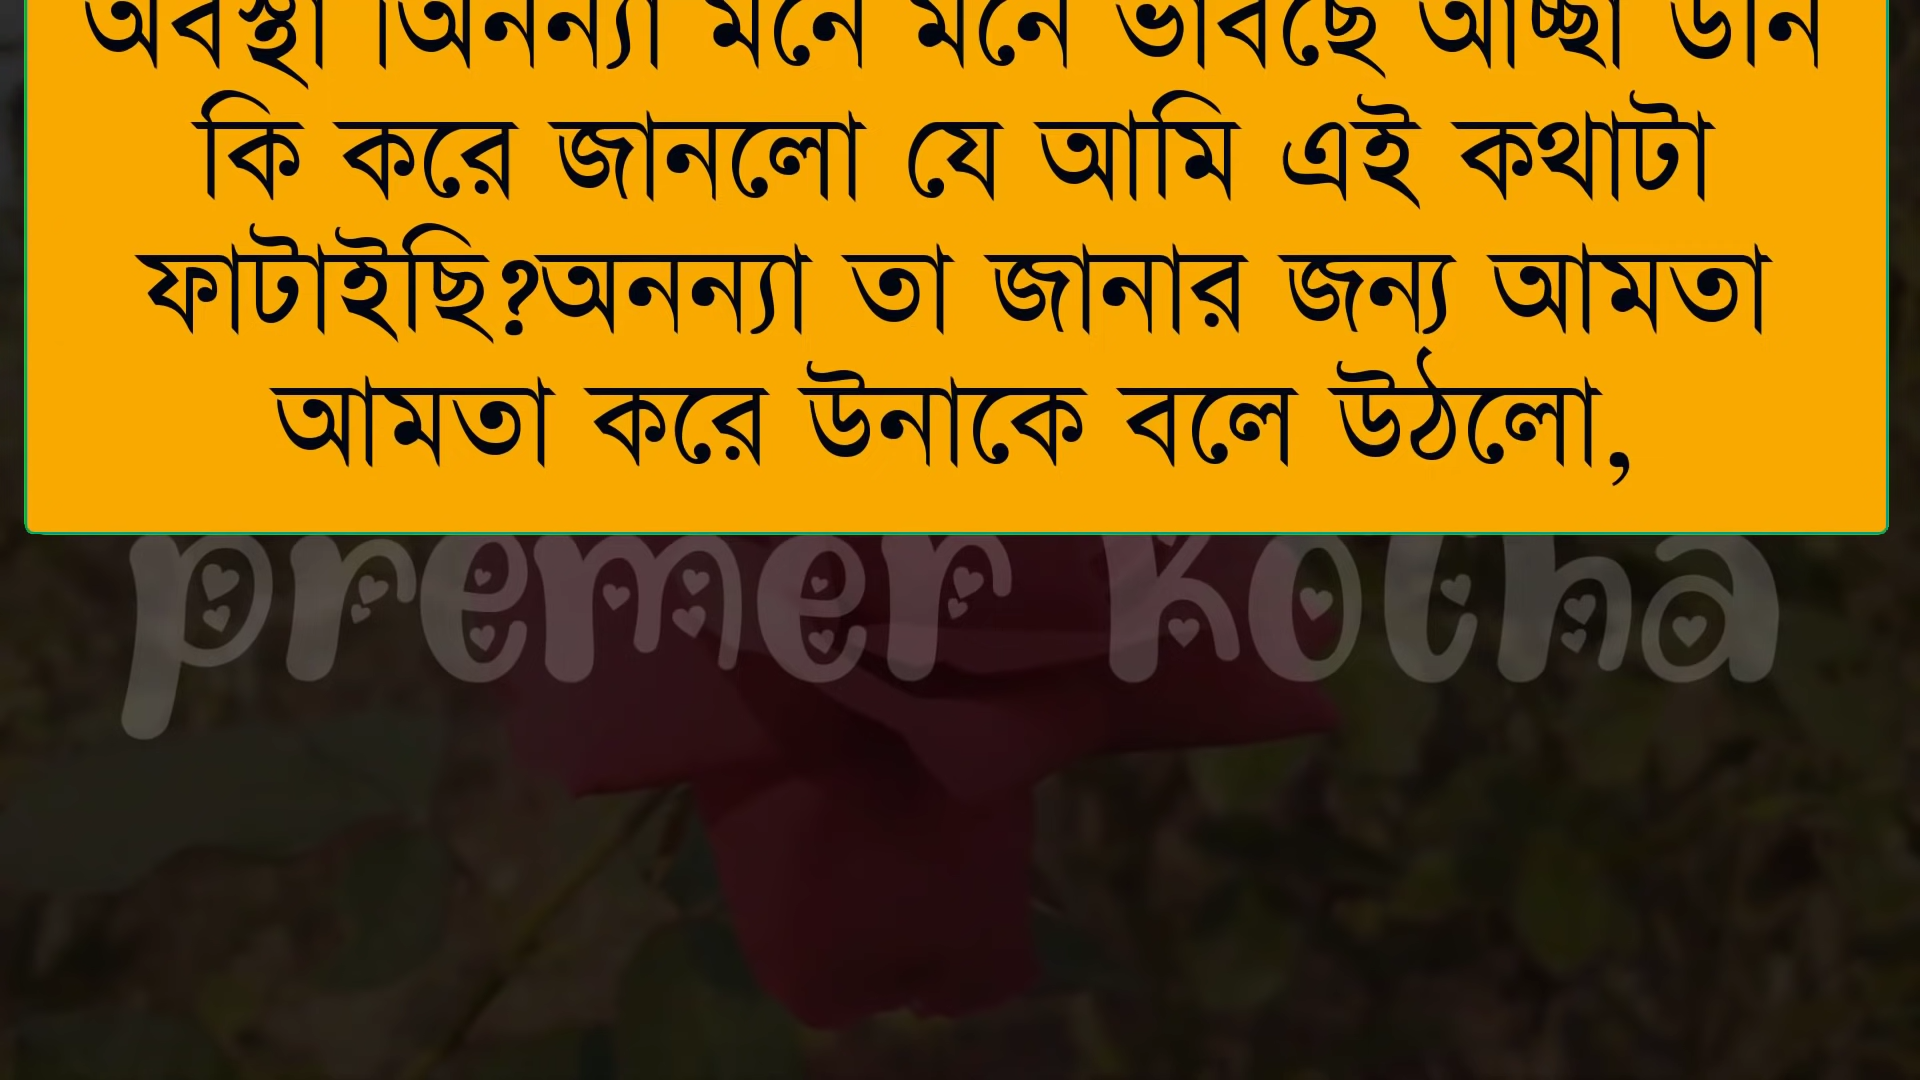 অবস্থা ।অনন্যা মনে মনে ভাবছে আচ্ছা উনি
কি করে জানলো যে আমি এই কথাটা
ফাটাইছি?অনন্যা তা জানার জন্য আমতা
আমতা করে উনাকে বলে উঠলো,
premer kotha